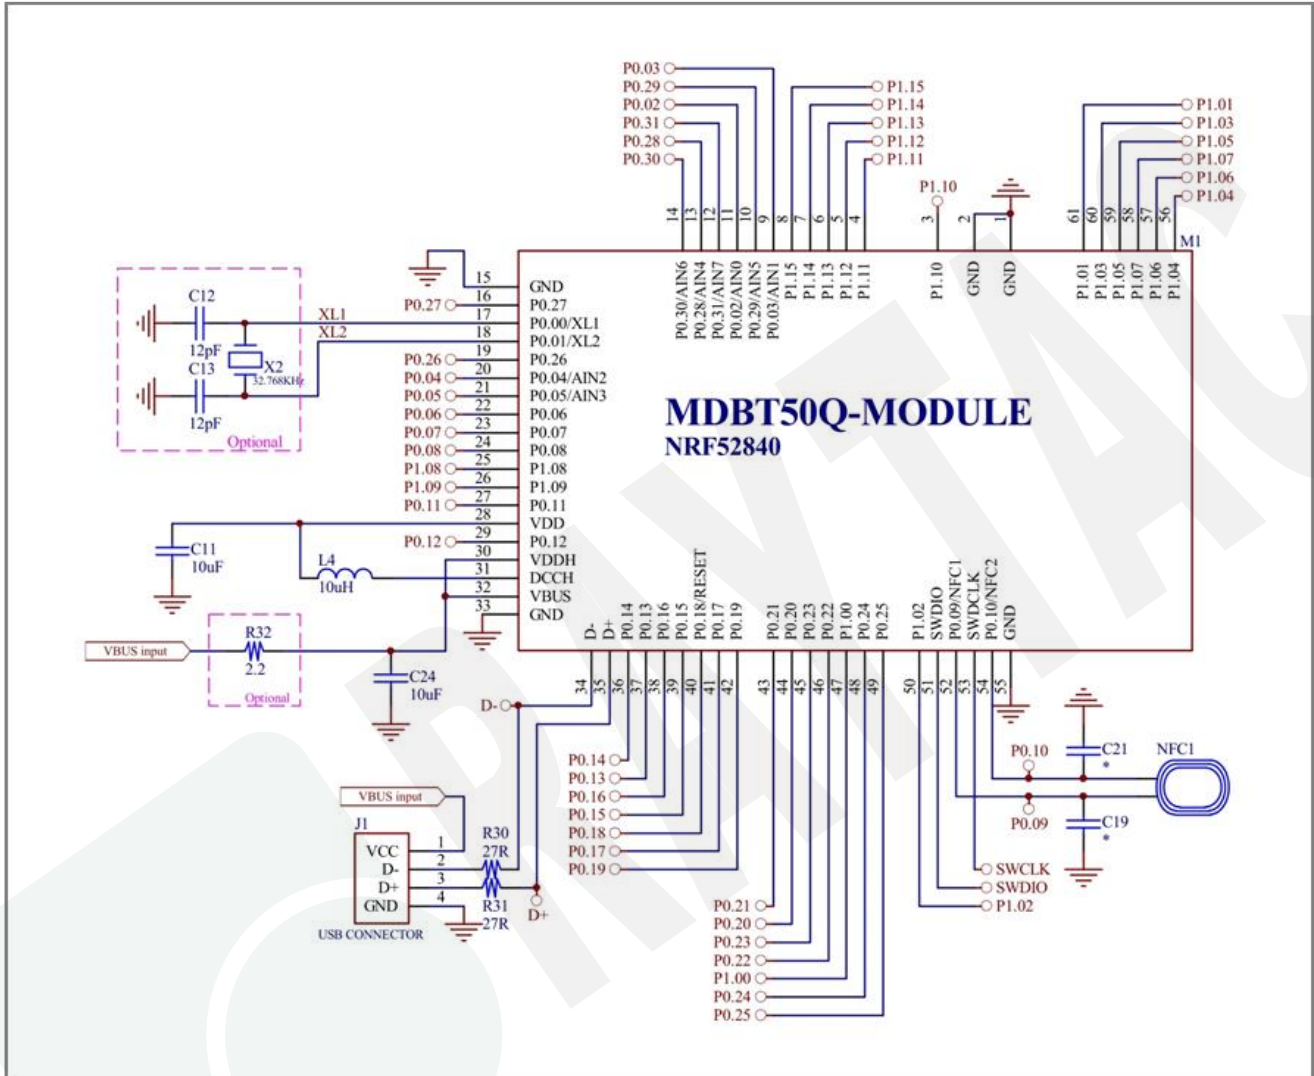 P0.03
P0.29
P0.02
P0.31
P0.28
P0.30
P1.15
P1.14
P1.13
P1.12
P1.11
P1.10
P1.01
P1.03
P1.05
P1.07
P1.06
P1.04
14
13
12
11
10
9
8
7
6
5
4
3
2
1
61
60
59
58
57
56
M1
P0.30/AIN6
P0.28/AIN4
P0.31/AIN7
P0.02/AIN0
P0.29/AIN5
P0.03/AIN1
P1.15
P1.14
P1.13
P1.12
P1.11
P1.10
GND
GND
P1.01
P1.03
P1.05
P1.07
P1.06
P1.04
15 GND
P0.27 16 P0.27
XL1 17 P0.00/XL1
XL2 18 P0.01/XL2
P0.26 19 P0.26
P0.04 20 P0.04/AIN2
P0.05 21 P0.05/AIN3
P0.06 22 P0.06
P0.07 23 P0.07
P0.08 24 P0.08
P1.08 25 P1.08
P1.09 26 P1.09
P0.11 27 P0.11
28 VDD
P0.12 29 P0.12
30 VDDH
31 DCCH
32 VBUS
33 GND
C12
12pF
C13
12pF
X2
32.768KHz
Optional
MDBT50Q-MODULE
NRF52840
C11
10uF
L4
10uH
VBUS input
R32
2.2
Optional
C24
10uF
D-
D+
P0.14
P0.13
P0.16
P0.15
P0.18/RESET
P0.17
P0.19
P0.21
P0.20
P0.23
P0.22
P1.00
P0.24
P0.25
P1.02
SWDIO
P0.09/NFC1
SWDCLK
P0.10/NFC2
GND
34
35
36
37
38
39
40
41
42
43
44
45
46
47
48
49
50
51
52
53
54
55
D-
P0.14
P0.13
P0.16
P0.15
P0.18
P0.17
P0.19
P0.10
C21
*
NFC1
P0.09
C19
*
VBUS input
J1
VCC 1
D- 2
D+ 3
GND 4
USB CONNECTOR
R30
27R
R31
27R
D+
SWCLK
SWDIO
P1.02
P0.21
P0.20
P0.23
P0.22
P1.00
P0.24
P0.25
RAYTAC